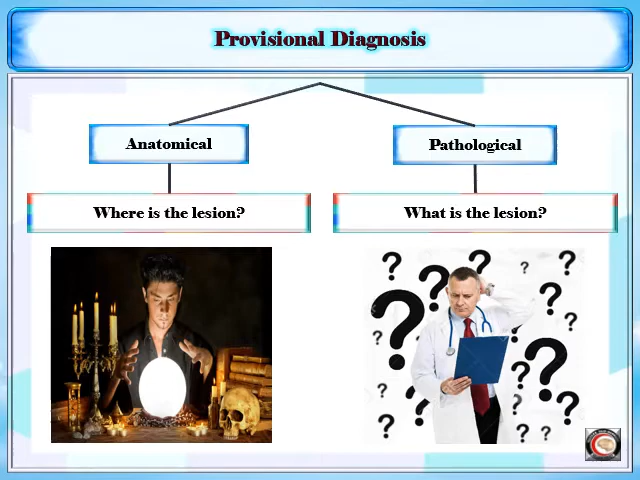 Provisional Diagnosis
Anatomical
Pathological
Where is the lesion?
What is the lesion?
? ? ? ? ? ? ? ? ? ? ? ? ? ? ? ? ? ?